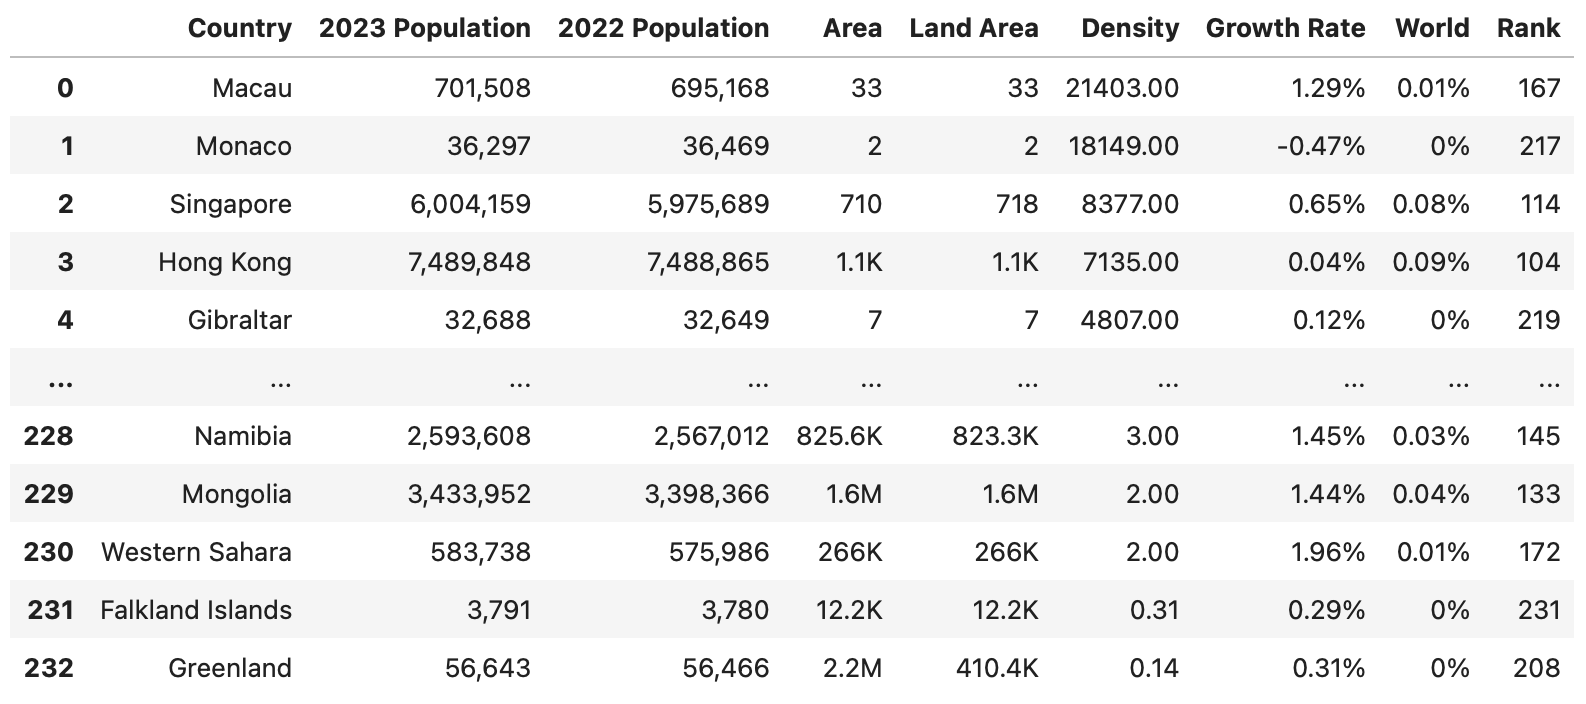 Country 2023 Population 2022 Population Area Land Area Density Growth Rate World Rank
0 Macau 701,508 695,168 33 33 21403.00 1.29% 0.01% 167
1 Monaco 36,297 36,469 2 2 18149.00 -0.47% 0% 217
2 Singapore 6,004,159 5,975,689 710 718 8377.00 0.65% 0.08% 114
3 Hong Kong 7,489,848 7,488,865 1.1K 1.1K 7135.00 0.04% 0.09% 104
4 Gibraltar 32,688 32,649 7 7 4807.00 0.12% 0% 219
... ... ... ... ... ... ... ... ... ...
228 Namibia 2,593,608 2,567,012 825.6K 823.3K 3.00 1.45% 0.03% 145
229 Mongolia 3,433,952 3,398,366 1.6M 1.6M 2.00 1.44% 0.04% 133
230 Western Sahara 583,738 575,986 266K 266K 2.00 1.96% 0.01% 172
231 Falkland Islands 3,791 3,780 12.2K 12.2K 0.31 0.29% 0% 231
232 Greenland 56,643 56,466 2.2M 410.4K 0.14 0.31% 0% 208